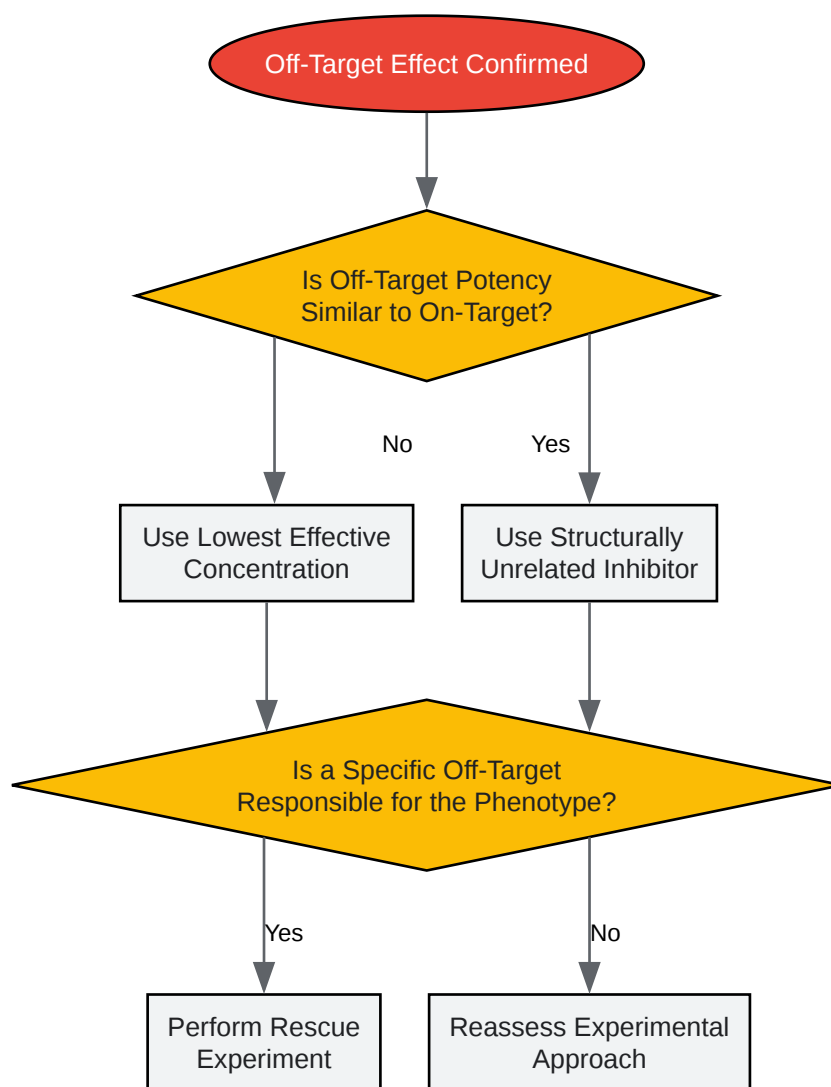 Off-Target Effect Confirmed
Is Off-Target Potency
Similar to On-Target?
No
Yes
Use Lowest Effective
Concentration
Use Structurally
Unrelated Inhibitor
Is a Specific Off-Target
Responsible for the Phenotype?
Yes
No
Perform Rescue
Experiment
Reassess Experimental
Approach